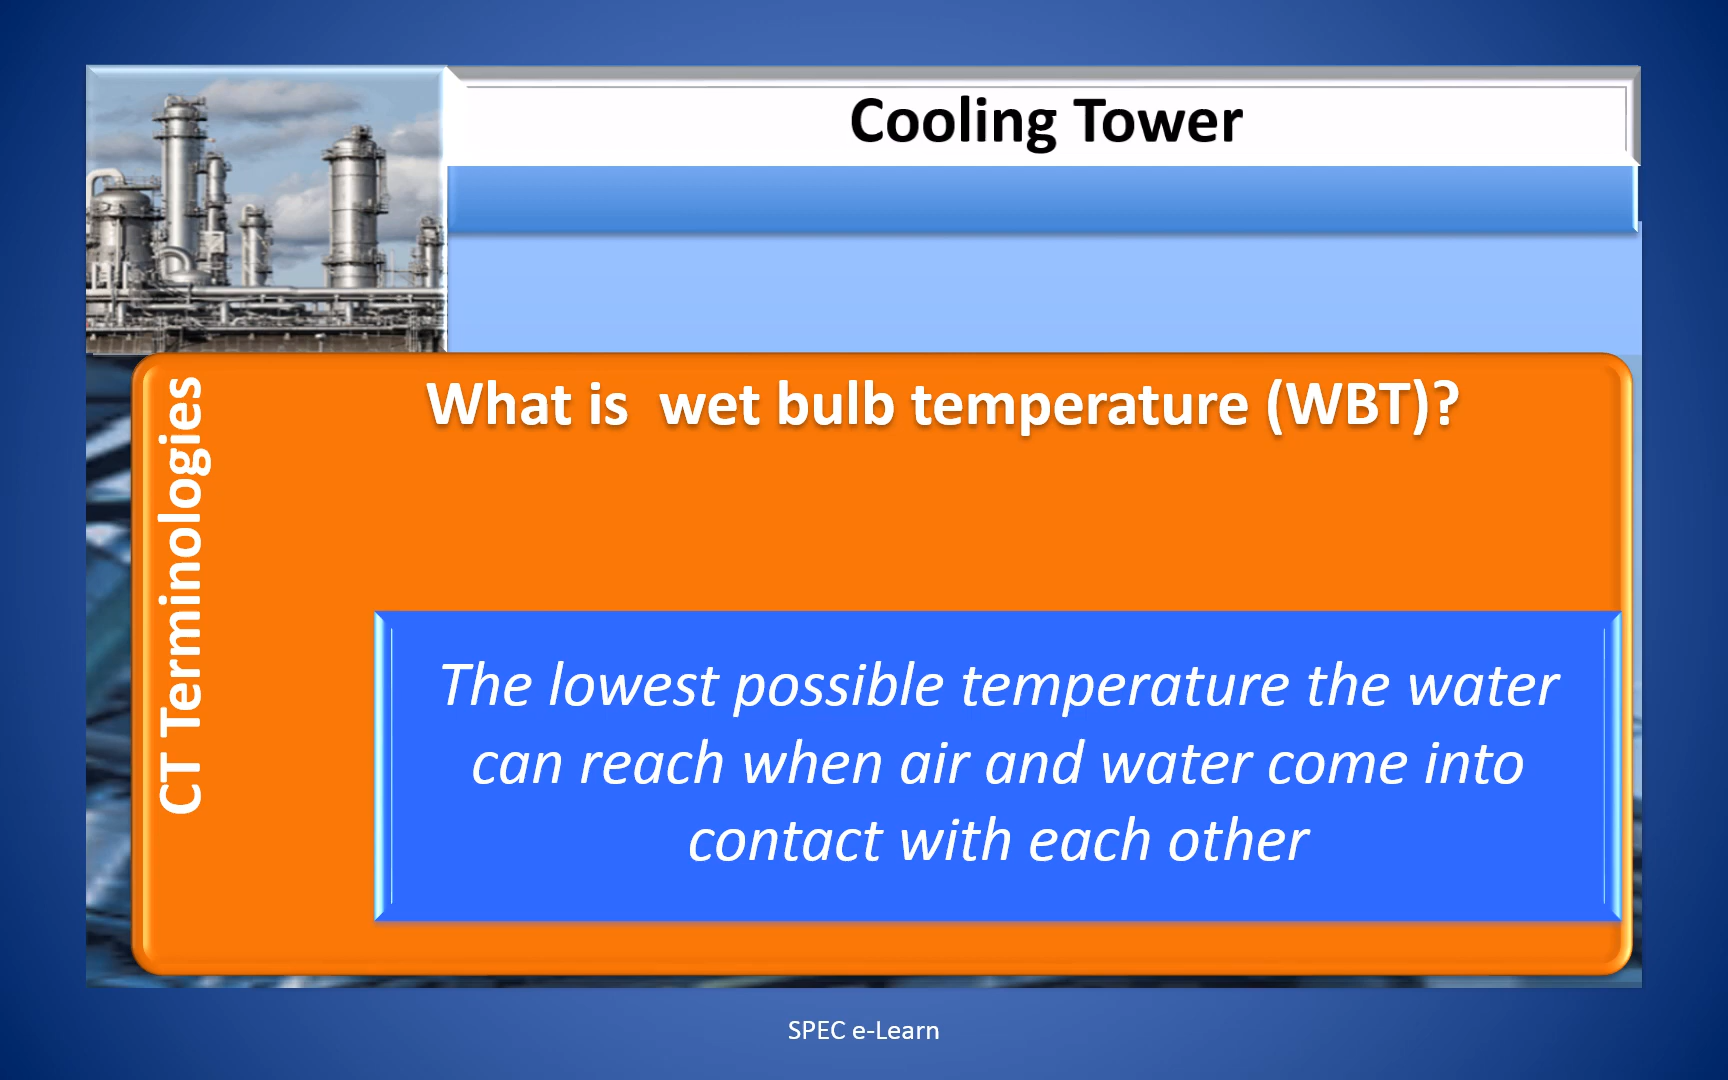 Cooling Tower
What is  wet bulb temperature (WBT)?
CT Terminologies
The lowest possible temperature the water
can reach when air and water come into
contact with each other
SPEC e-Learn